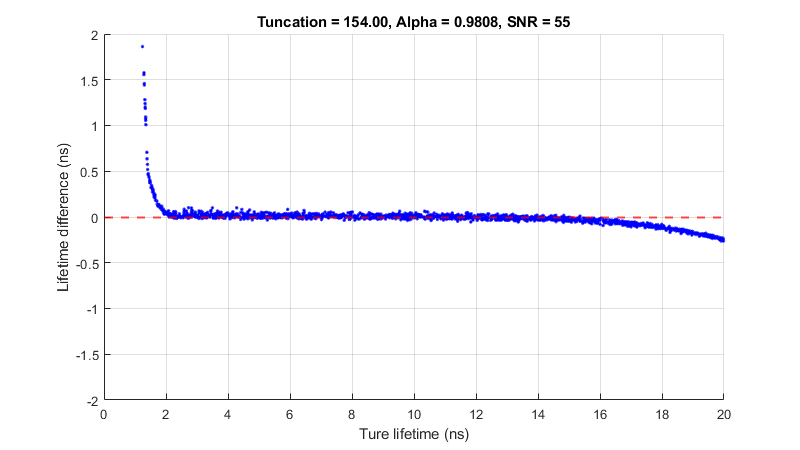 Tuncation = 154.00, Alpha = 0.9808, SNR = 55
2
1.5
1
0.5
0
-0.5
-1
-1.5
-2
Lifetime difference (ns)
0 2 4 6 8 10 12 14 16 18 20
Ture lifetime (ns)